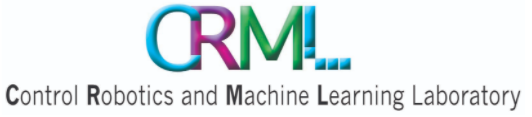 CRML...
Control Robotics and Machine Learning Laboratory